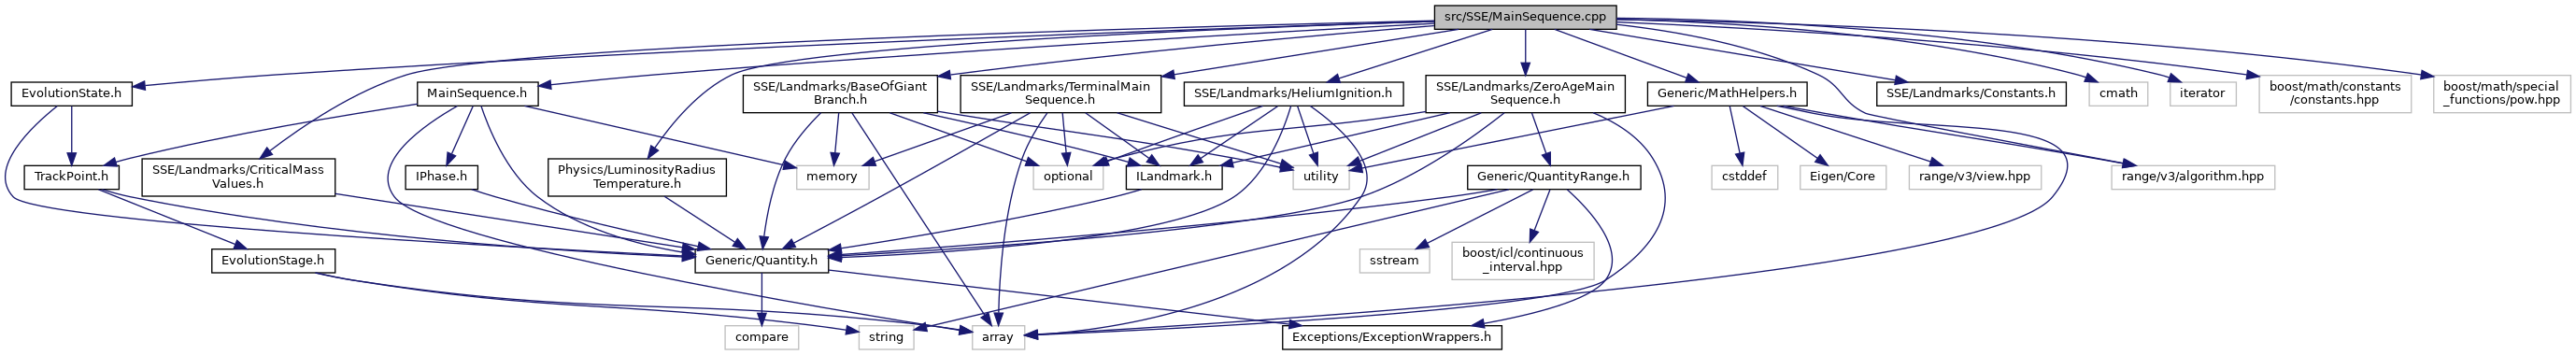 src/SSE/MainSequence.cpp
EvolutionState.h
MainSequence.h
SSE/Landmarks/BaseOfGiant
Branch.h
SSE/Landmarks/TerminalMain
Sequence.h
SSE/Landmarks/HeliumIgnition.h
SSE/Landmarks/ZeroAgeMain
Sequence.h
Generic/MathHelpers.h
SSE/Landmarks/Constants.h
cmath
iterator
boost/math/constants
/constants.hpp
boost/math/special
_functions/pow.hpp
TrackPoint.h
SSE/Landmarks/CriticalMass
Values.h
IPhase.h
Physics/LuminosityRadius
Temperature.h
memory
optional
ILandmark.h
utility
Generic/QuantityRange.h
cstddef
Eigen/Core
range/v3/view.hpp
range/v3/algorithm.hpp
EvolutionStage.h
Generic/Quantity.h
sstream
boost/icl/continuous
_interval.hpp
compare
string
array
Exceptions/ExceptionWrappers.h